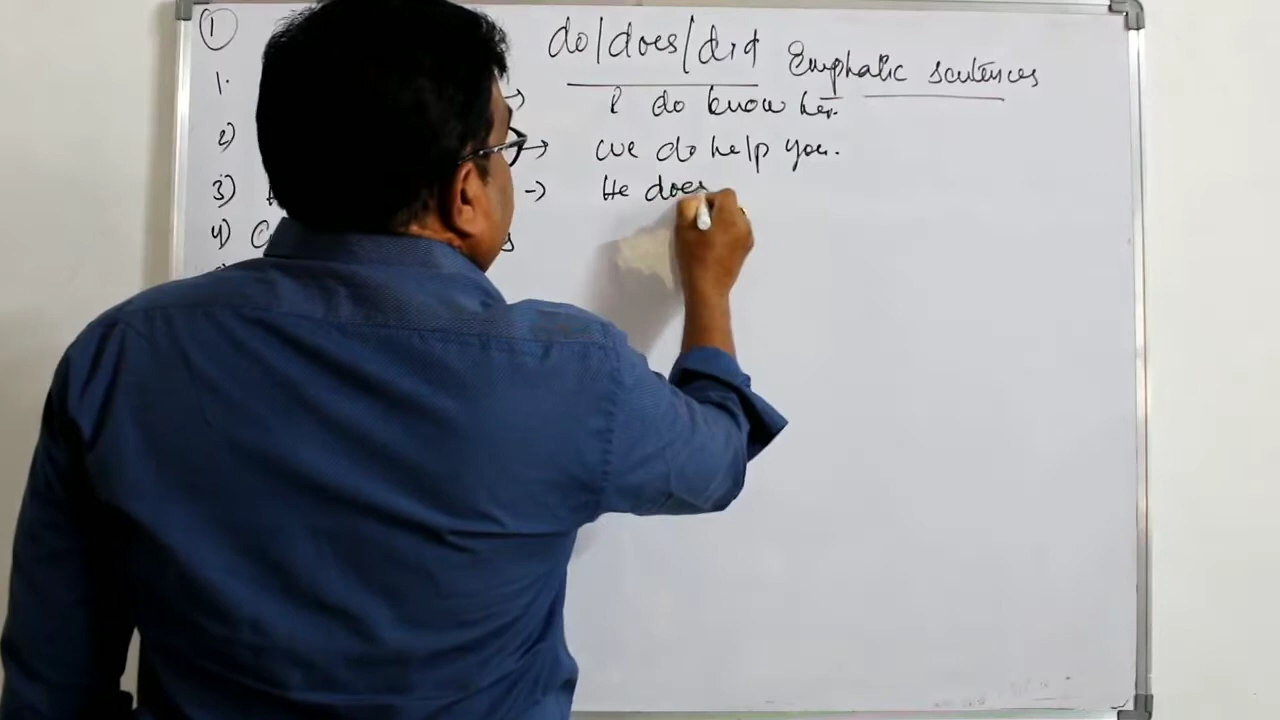 1 do/does/did Emphatic sentences
1. → I do know her.
2) → we do help you.
3) → He does
4) C s